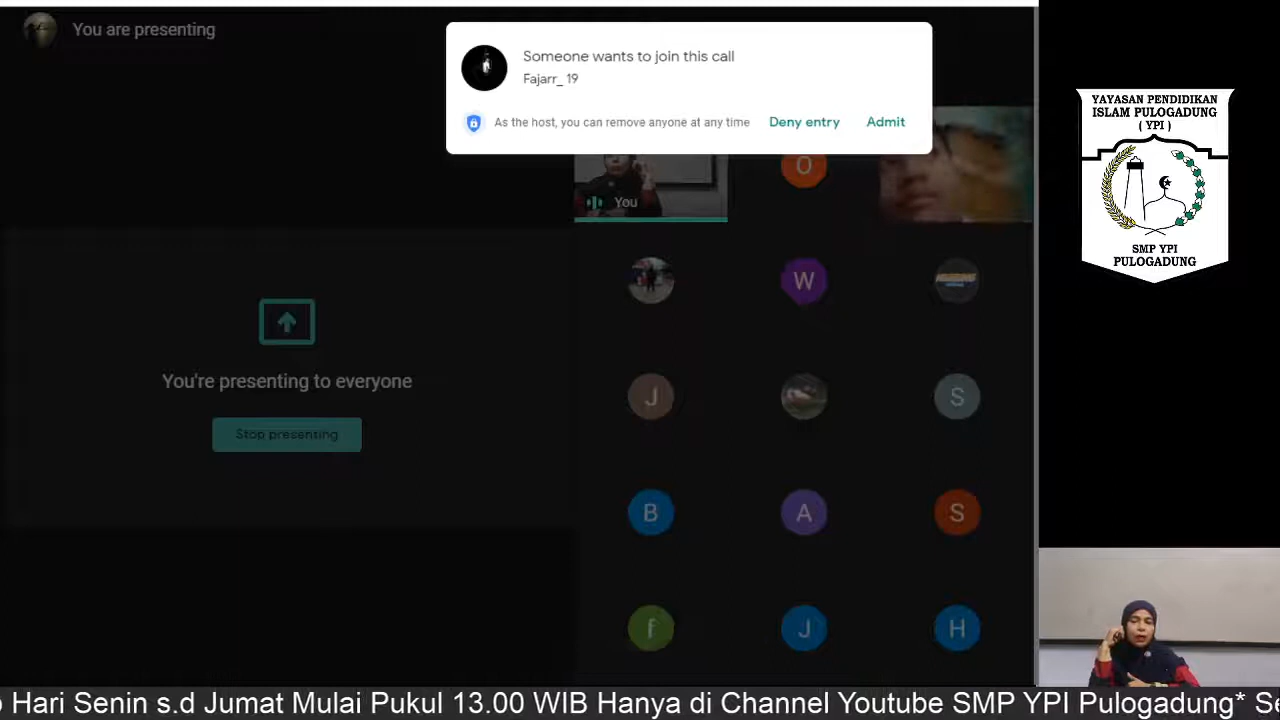 You are presenting
Someone wants to join this call
Fajarr_ 19
As the host, you can remove anyone at any time
Deny entry
Admit
You
O
W
J
S
B
A
S
f
J
H
You're presenting to everyone
Stop presenting
YAYASAN PENDIDIKAN
ISLAM PULOGADUNG
( YPI )
SMP YPI
PULOGADUNG
Hari Senin s.d Jumat Mulai Pukul 13.00 WIB Hanya di Channel Youtube SMP YPI Pulogadung*